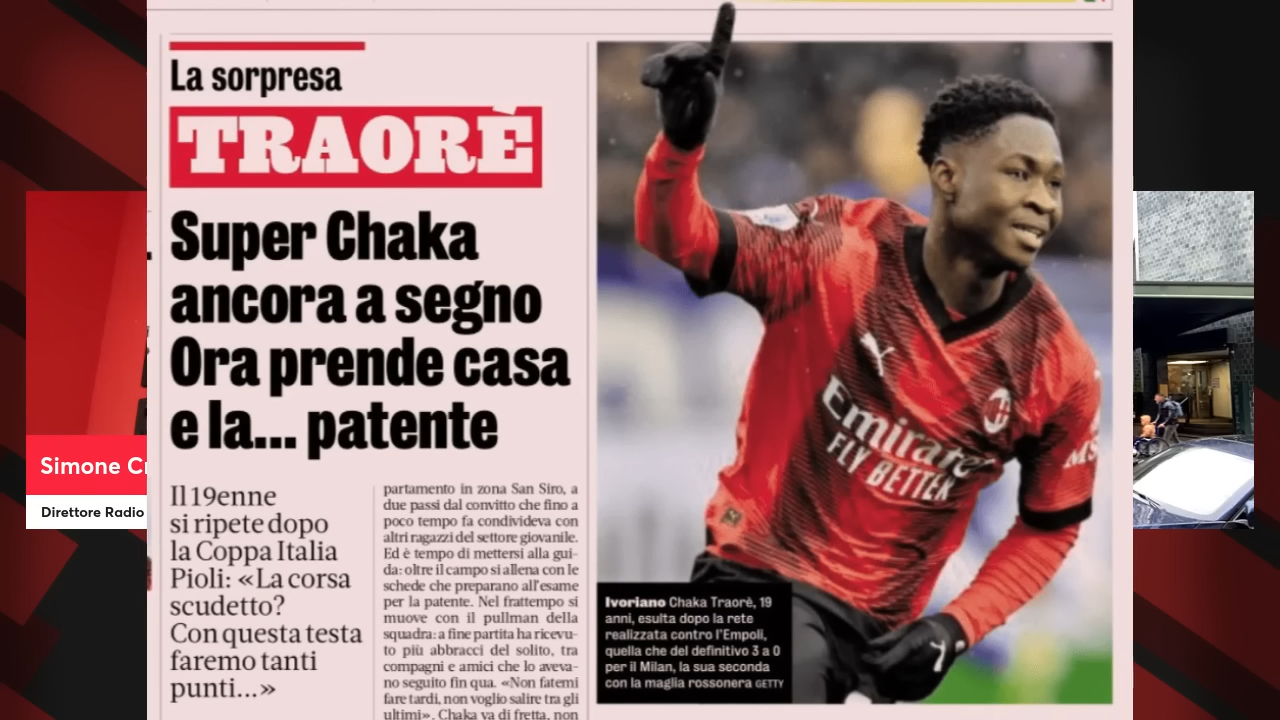 La sorpresa
TRAORÈ
Super Chaka
ancora a segno
Ora prende casa
e la... patente
Il 19enne
si ripete dopo
la Coppa Italia
Pioli: «La corsa
scudetto?
Con questa testa
faremo tanti
punti...»
partamento in zona San Siro, a
due passi dal convitto che fino a
poco tempo fa condivideva con
altri ragazzi del settore giovanile.
Ed è tempo di mettersi alla gui-
da: oltre il campo si allena con le
schede che preparano all'esame
per la patente. Nel frattempo si
muove con il pullman della
squadra: a fine partita ha ricevu-
to più abbracci del solito, tra
compagni e amici che lo aveva-
no seguito fin qua. «Non fatemi
fare tardi, non voglio salire tra gli
ultimi». Chaka va di fretta, non
Emirates
FLY BETTER
Ivoriano Chaka Traorè, 19
anni, esulta dopo la rete
realizzata contro l'Empoli,
quella che del definitivo 3 a 0
per il Milan, la sua seconda
con la maglia rossonera GETTY
Simone Cr
Direttore Radio